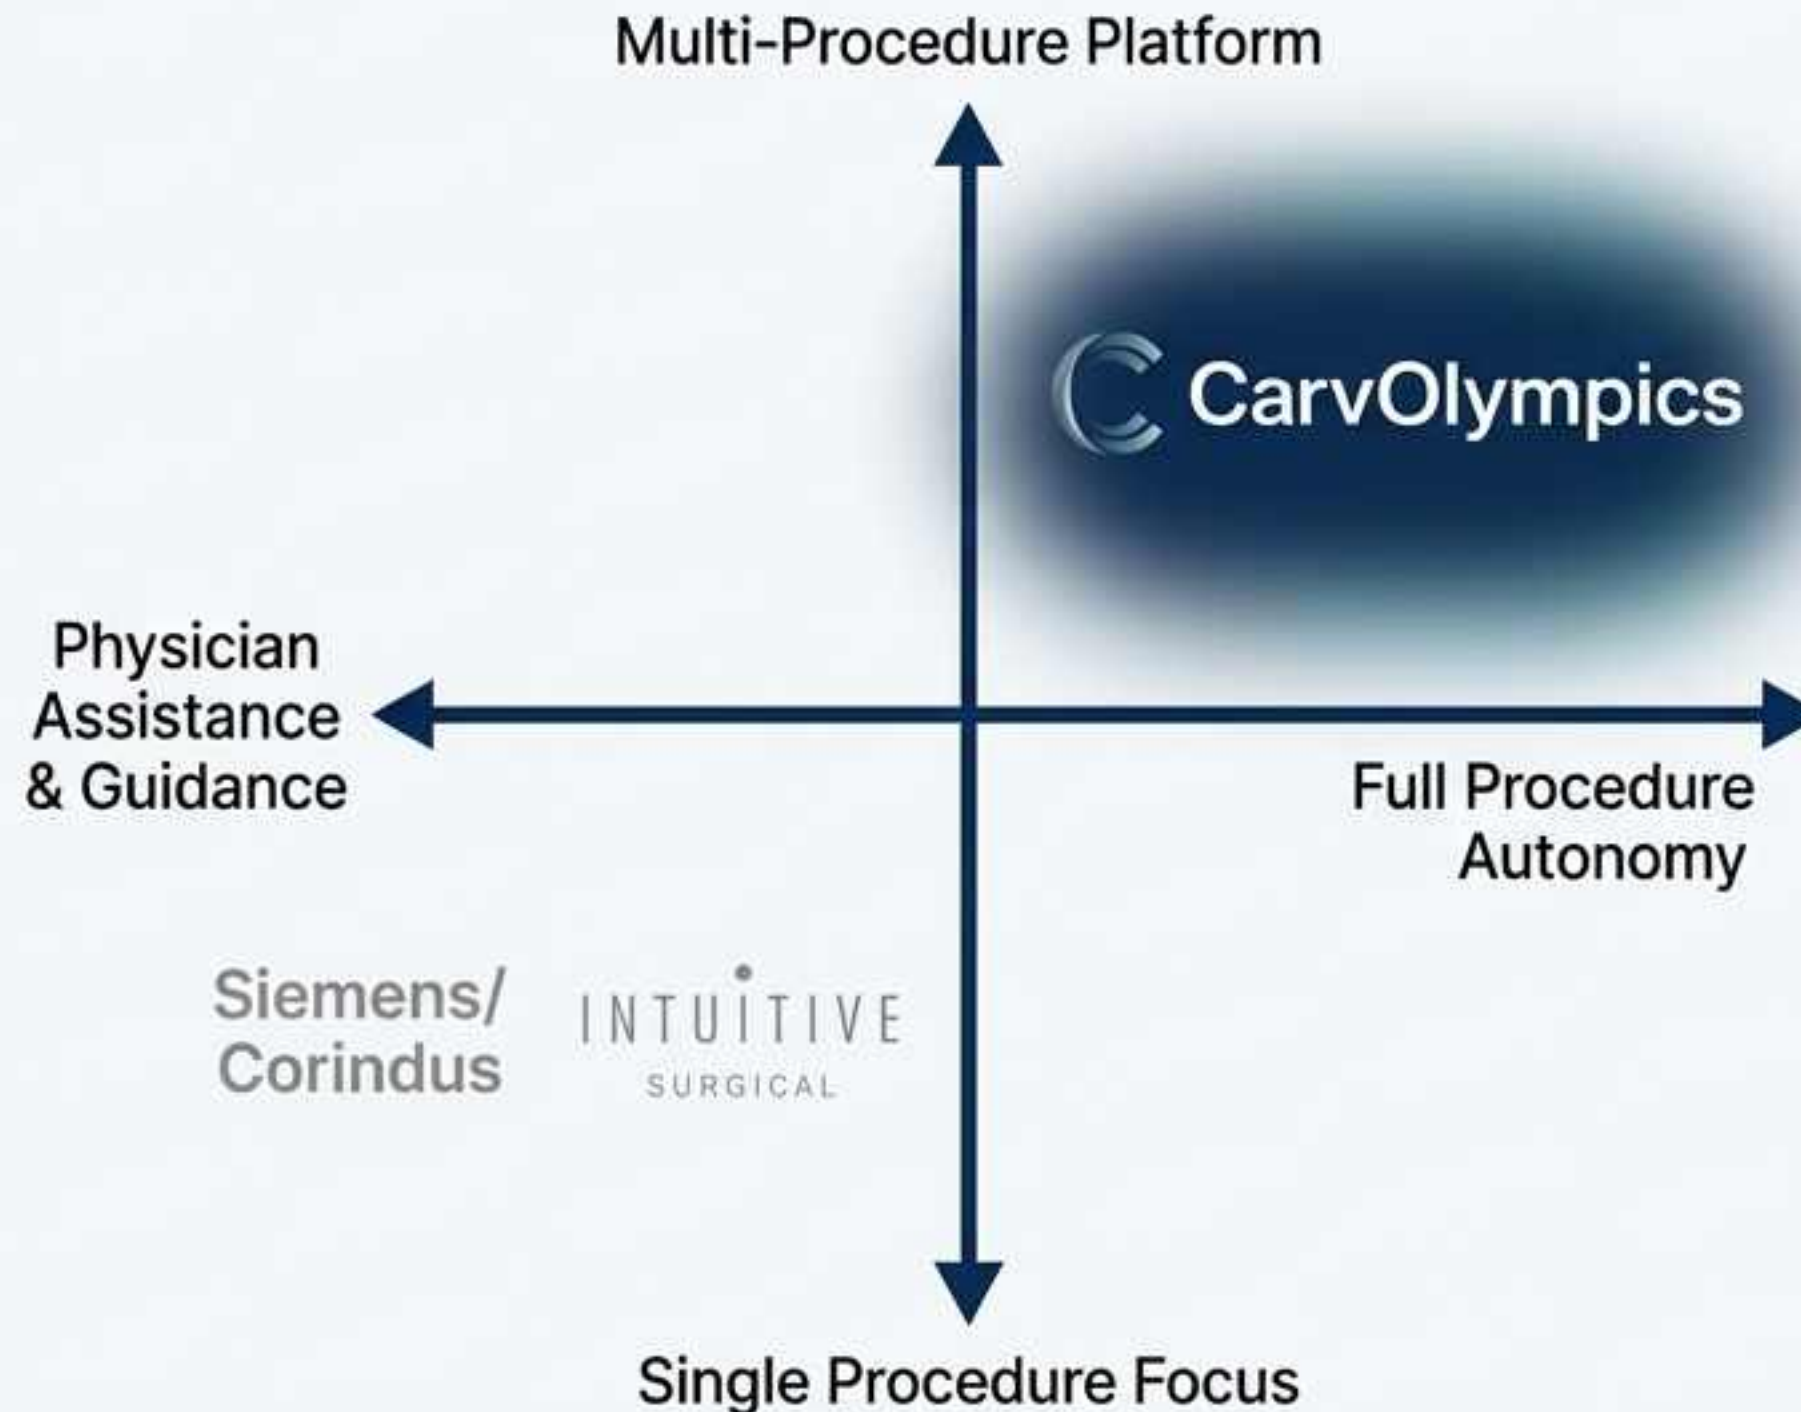 Multi-Procedure Platform
CarvOlympics
Physician
Assistance
& Guidance
Full Procedure
Autonomy
Siemens/
Corindus
INTUITIVE
SURGICAL
Single Procedure Focus